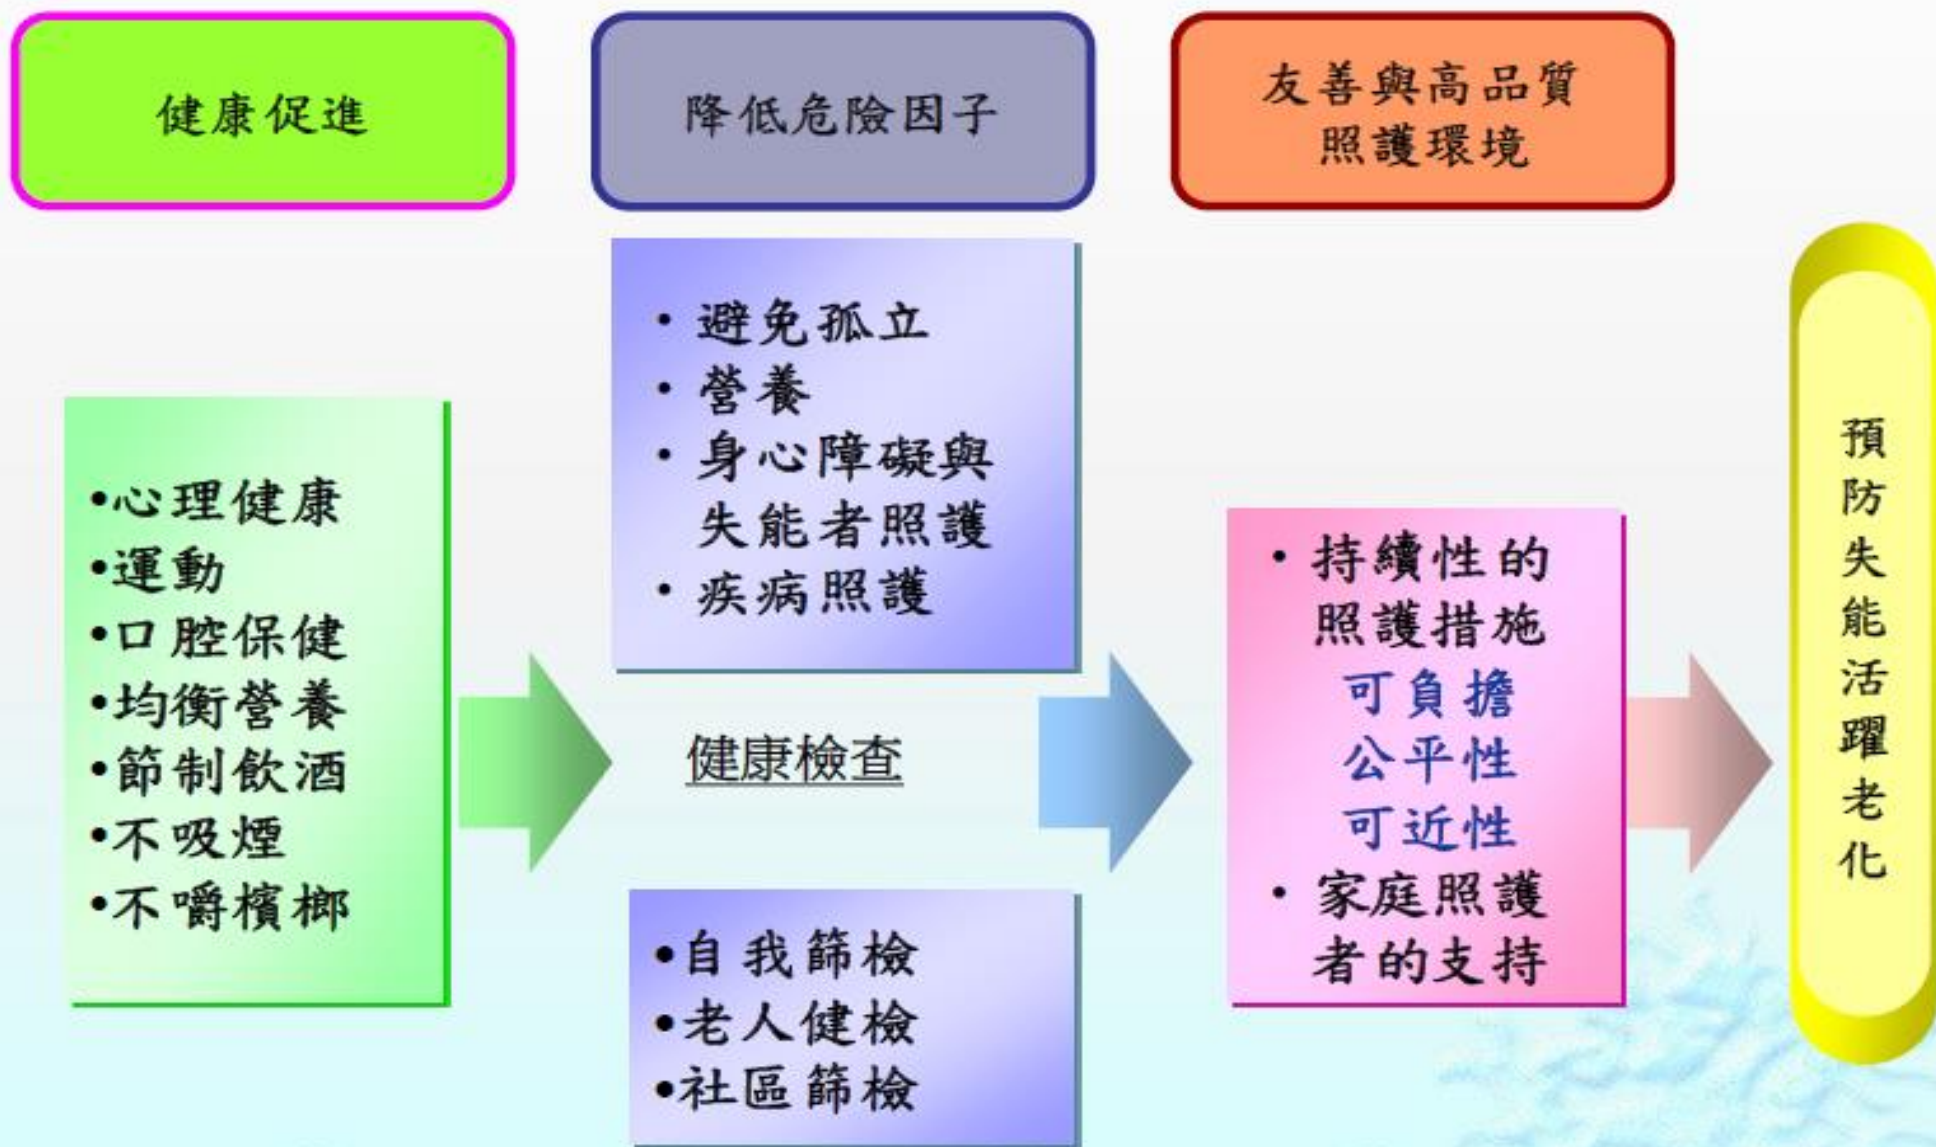 健康促進
•心理健康
•運動
•口腔保健
•均衡營養
•節制飲酒
•不吸煙
•不嚼檳榔
降低危險因子
• 避免孤立
• 營養
• 身心障礙與
失能者照護
• 疾病照護
健康檢查
•自我篩檢
•老人健檢
•社區篩檢
友善與高品質
照護環境
• 持續性的
照護措施
可負擔
公平性
可近性
• 家庭照護
者的支持
預防失能活躍老化